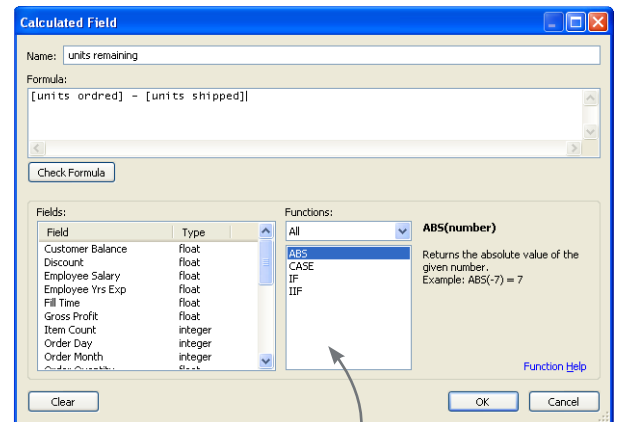 Calculated Field
Name: units remaining
Formula:
[units ordred] - [units shipped]
Check Formula
Fields:
Field Type
Customer Balance float
Discount float
Employee Salary float
Employee Yrs Exp float
Fill Time float
Gross Profit float
Item Count integer
Order Day integer
Order Month integer
Functions:
All
ABS
CASE
IF
IIF
ABS(number)
Returns the absolute value of the
given number.
Example: ABS(-7) = 7
Function Help
Clear
OK
Cancel